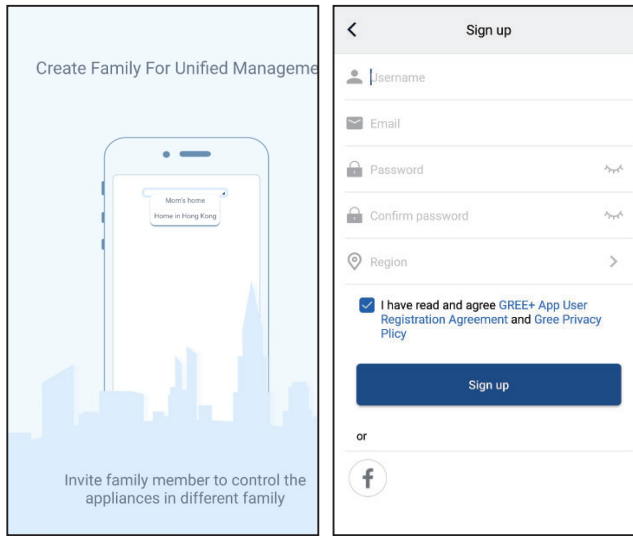 Create Family For Unified Manageme
Mom's home
Home in Hong Kong
Invite family member to control the
appliances in different family
Sign up
Username
Email
Password
Confirm password
Region
I have read and agree GREE+ App User
Registration Agreement and Gree Privacy
Plicy
Sign up
or
f